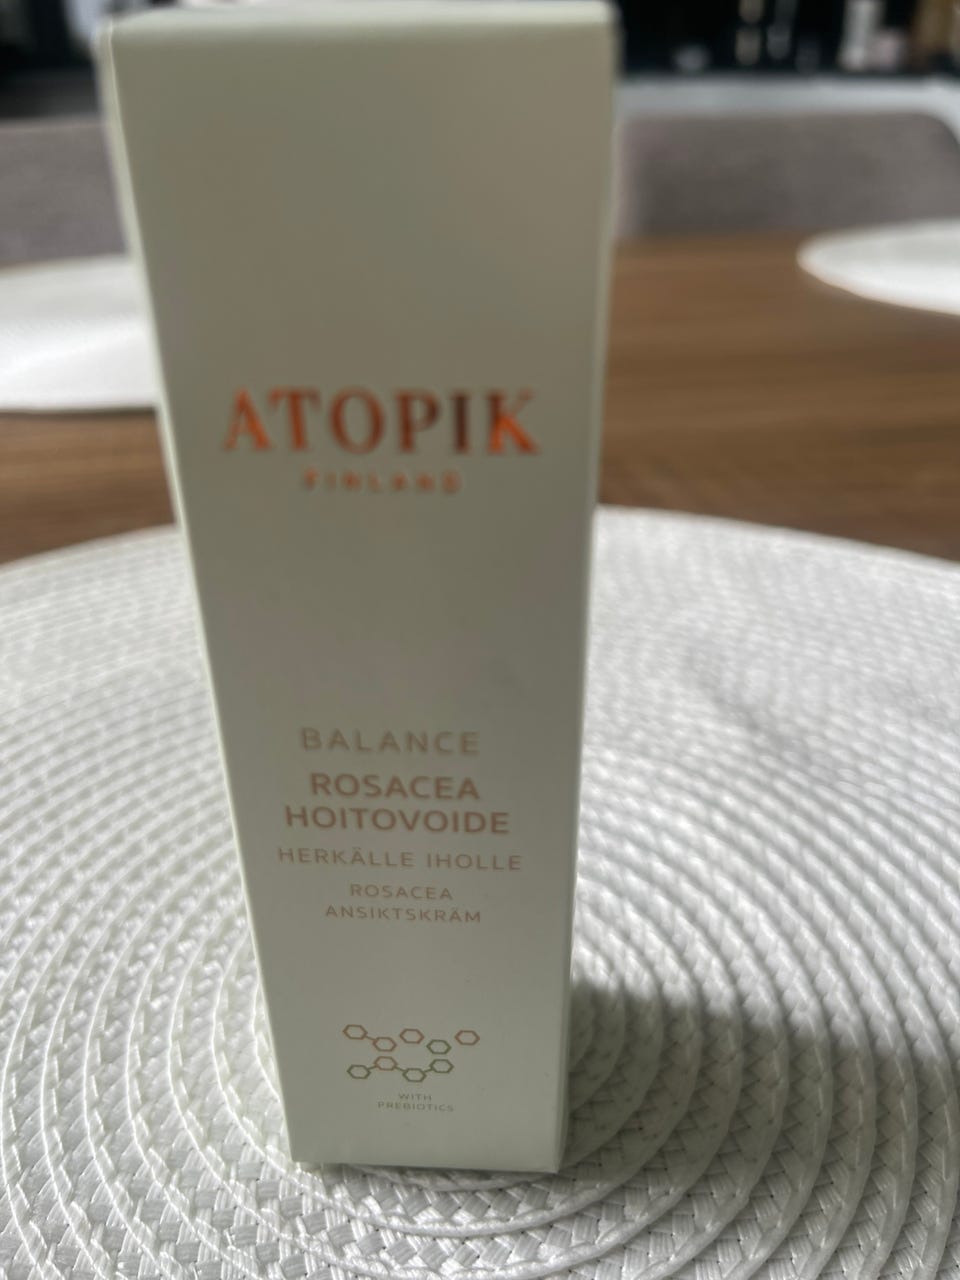 ATOPIK
FINLAND
BALANCE
ROSACEA
HOITOVOIDE
HERKÄLLE IHOLLE
ROSACEA
ANSIKTSKRÄM
WITH
PREBIOTICS